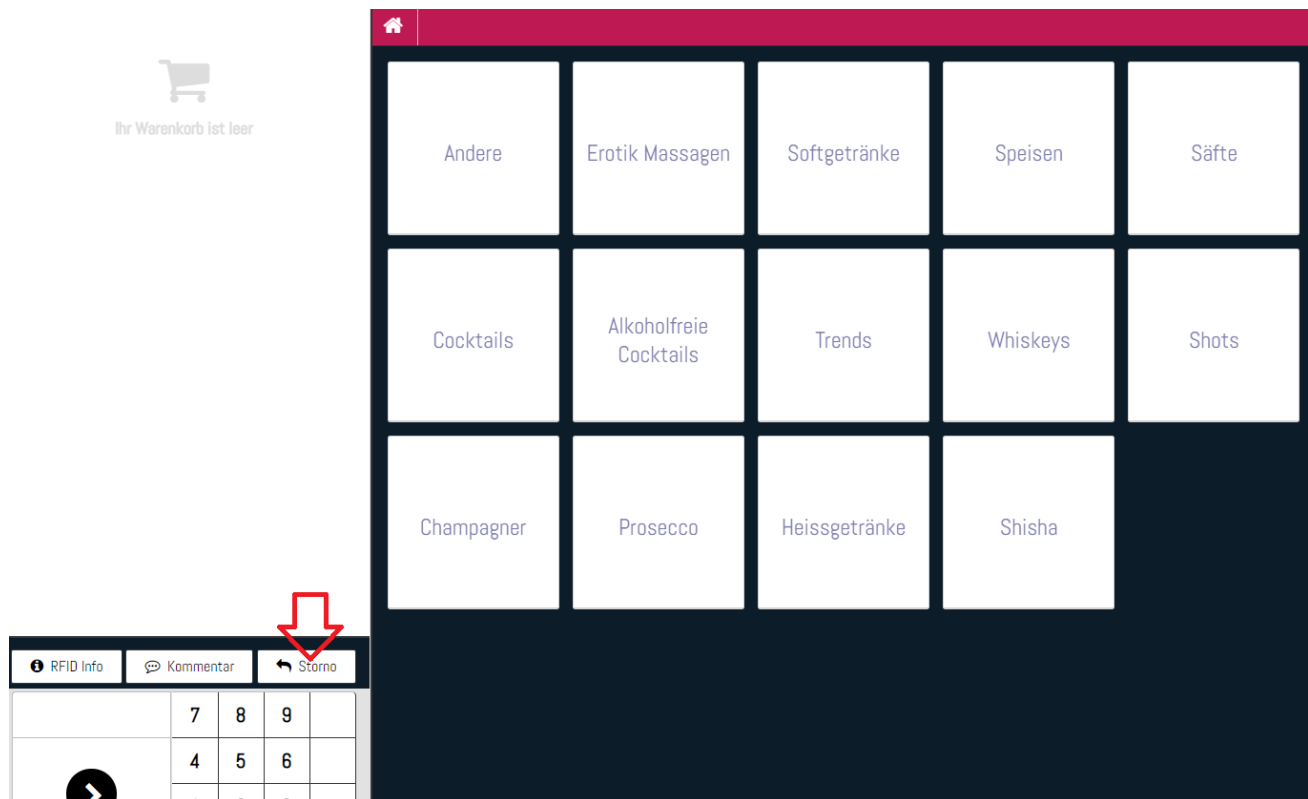 Ihr Warenkorb ist leer
Andere
Erotik Massagen
Softgetränke
Speisen
Säfte
Cocktails
Alkoholfreie
Cocktails
Trends
Whiskeys
Shots
Champagner
Prosecco
Heissgetränke
Shisha
RFID Info
Kommentar
Storno
7 8 9
4 5 6